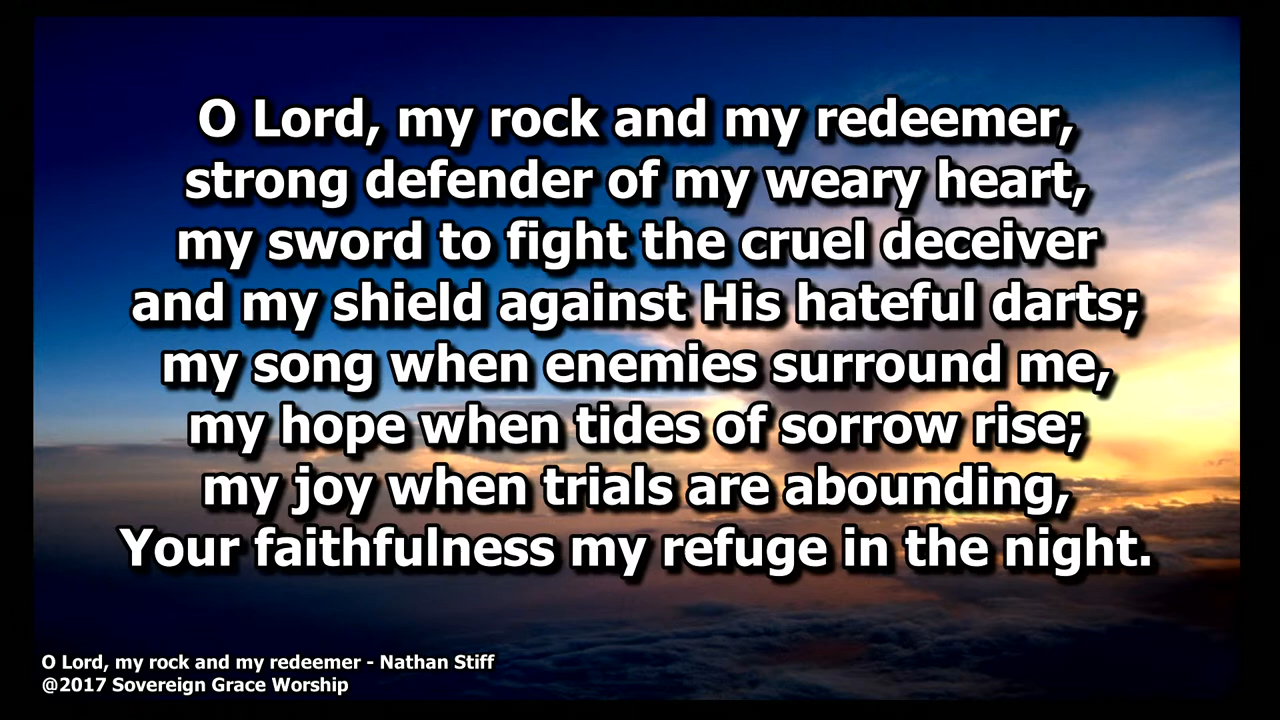 O Lord, my rock and my redeemer,
strong defender of my weary heart,
my sword to fight the cruel deceiver
and my shield against His hateful darts;
my song when enemies surround me,
my hope when tides of sorrow rise;
my joy when trials are abounding,
Your faithfulness my refuge in the night.
O Lord, my rock and my redeemer - Nathan Stiff
@2017 Sovereign Grace Worship